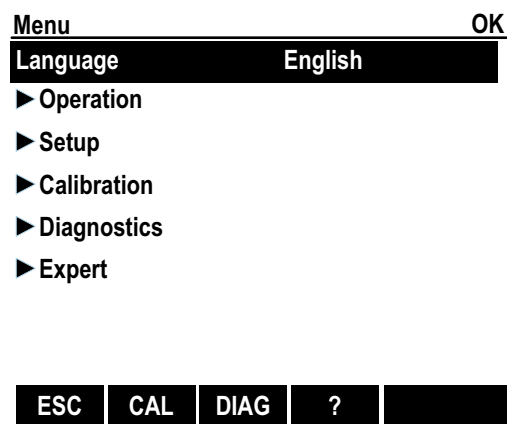 Menu OK
Language English
► Operation
► Setup
► Calibration
► Diagnostics
► Expert
ESC CAL DIAG ?